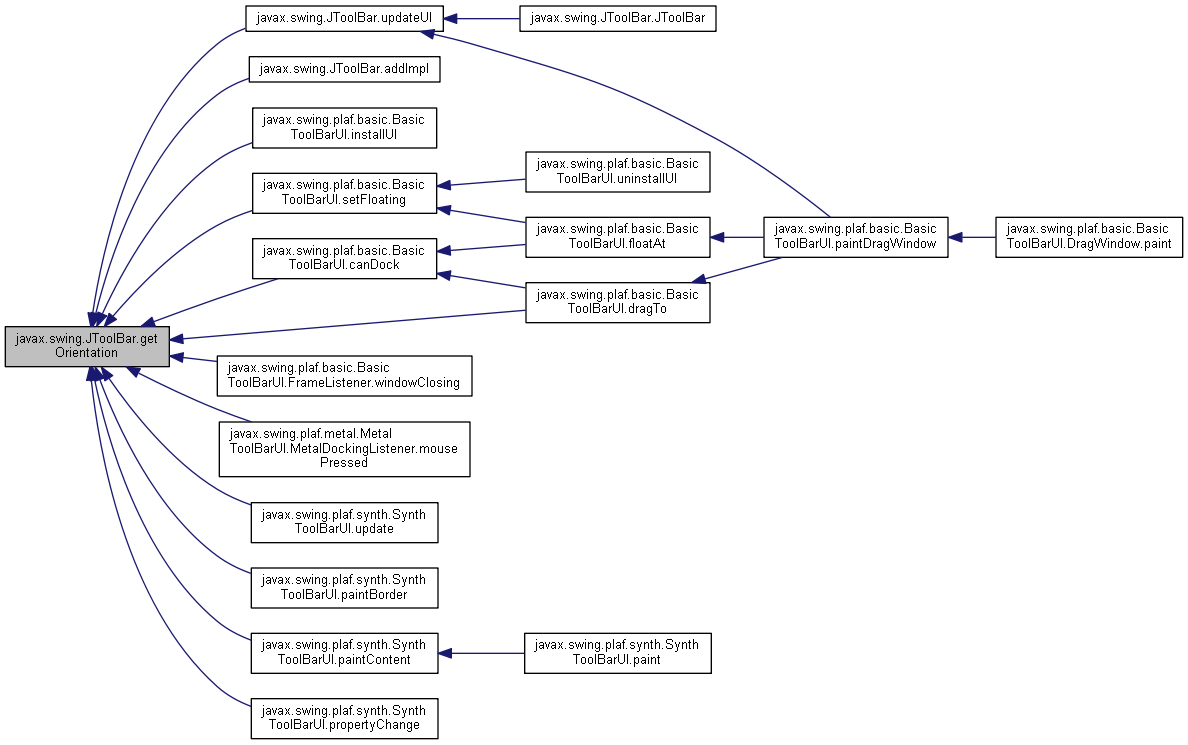 javax.swing.JToolBar.updateUI
javax.swing.JToolBar.JToolBar
javax.swing.JToolBar.addImpl
javax.swing.plaf.basic.Basic
ToolBarUI.installUI
javax.swing.plaf.basic.Basic
ToolBarUI.uninstallUI
javax.swing.plaf.basic.Basic
ToolBarUI.setFloating
javax.swing.plaf.basic.Basic
ToolBarUI.floatAt
javax.swing.plaf.basic.Basic
ToolBarUI.paintDragWindow
javax.swing.plaf.basic.Basic
ToolBarUI.DragWindow.paint
javax.swing.plaf.basic.Basic
ToolBarUI.canDock
javax.swing.plaf.basic.Basic
ToolBarUI.dragTo
javax.swing.JToolBar.get
Orientation
javax.swing.plaf.basic.Basic
ToolBarUI.FrameListener.windowClosing
javax.swing.plaf.metal.Metal
ToolBarUI.MetalDockingListener.mouse
Pressed
javax.swing.plaf.synth.Synth
ToolBarUI.update
javax.swing.plaf.synth.Synth
ToolBarUI.paintBorder
javax.swing.plaf.synth.Synth
ToolBarUI.paintContent
javax.swing.plaf.synth.Synth
ToolBarUI.paint
javax.swing.plaf.synth.Synth
ToolBarUI.propertyChange